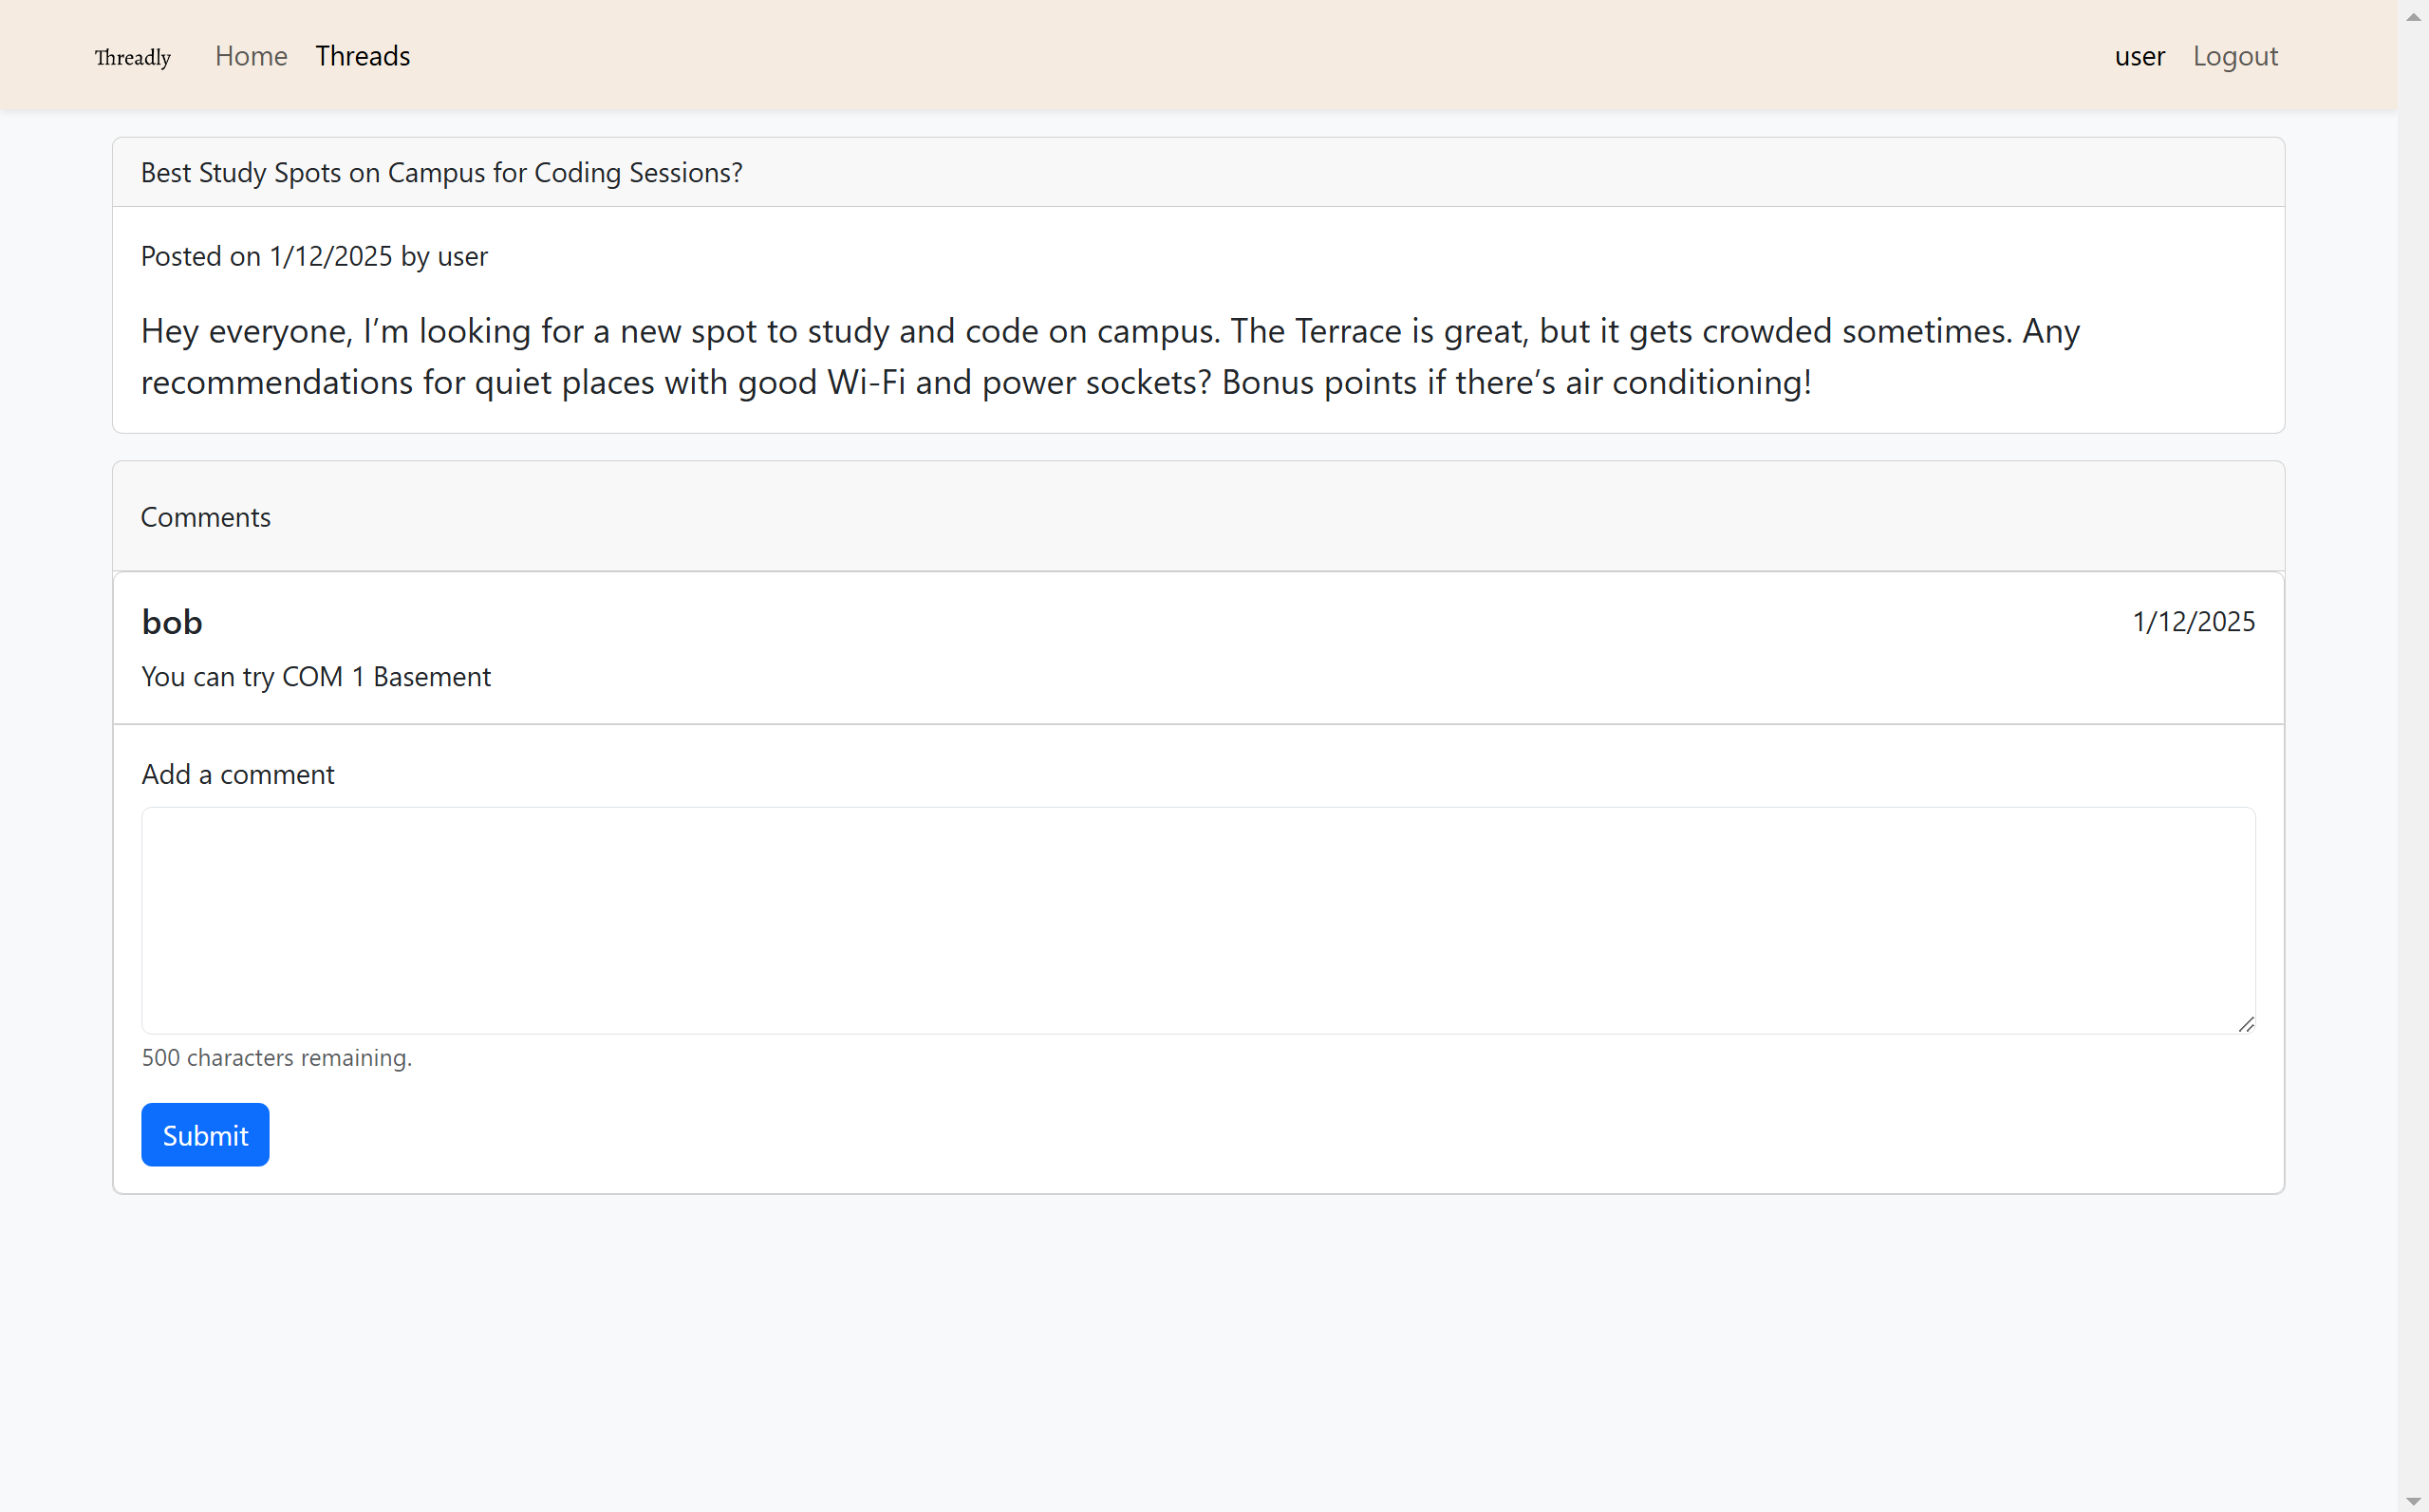 Threadly Home Threads user Logout
Best Study Spots on Campus for Coding Sessions?
Posted on 1/12/2025 by user
Hey everyone, I’m looking for a new spot to study and code on campus. The Terrace is great, but it gets crowded sometimes. Any
recommendations for quiet places with good Wi-Fi and power sockets? Bonus points if there’s air conditioning!
Comments
bob 1/12/2025
You can try COM 1 Basement
Add a comment
500 characters remaining.
Submit